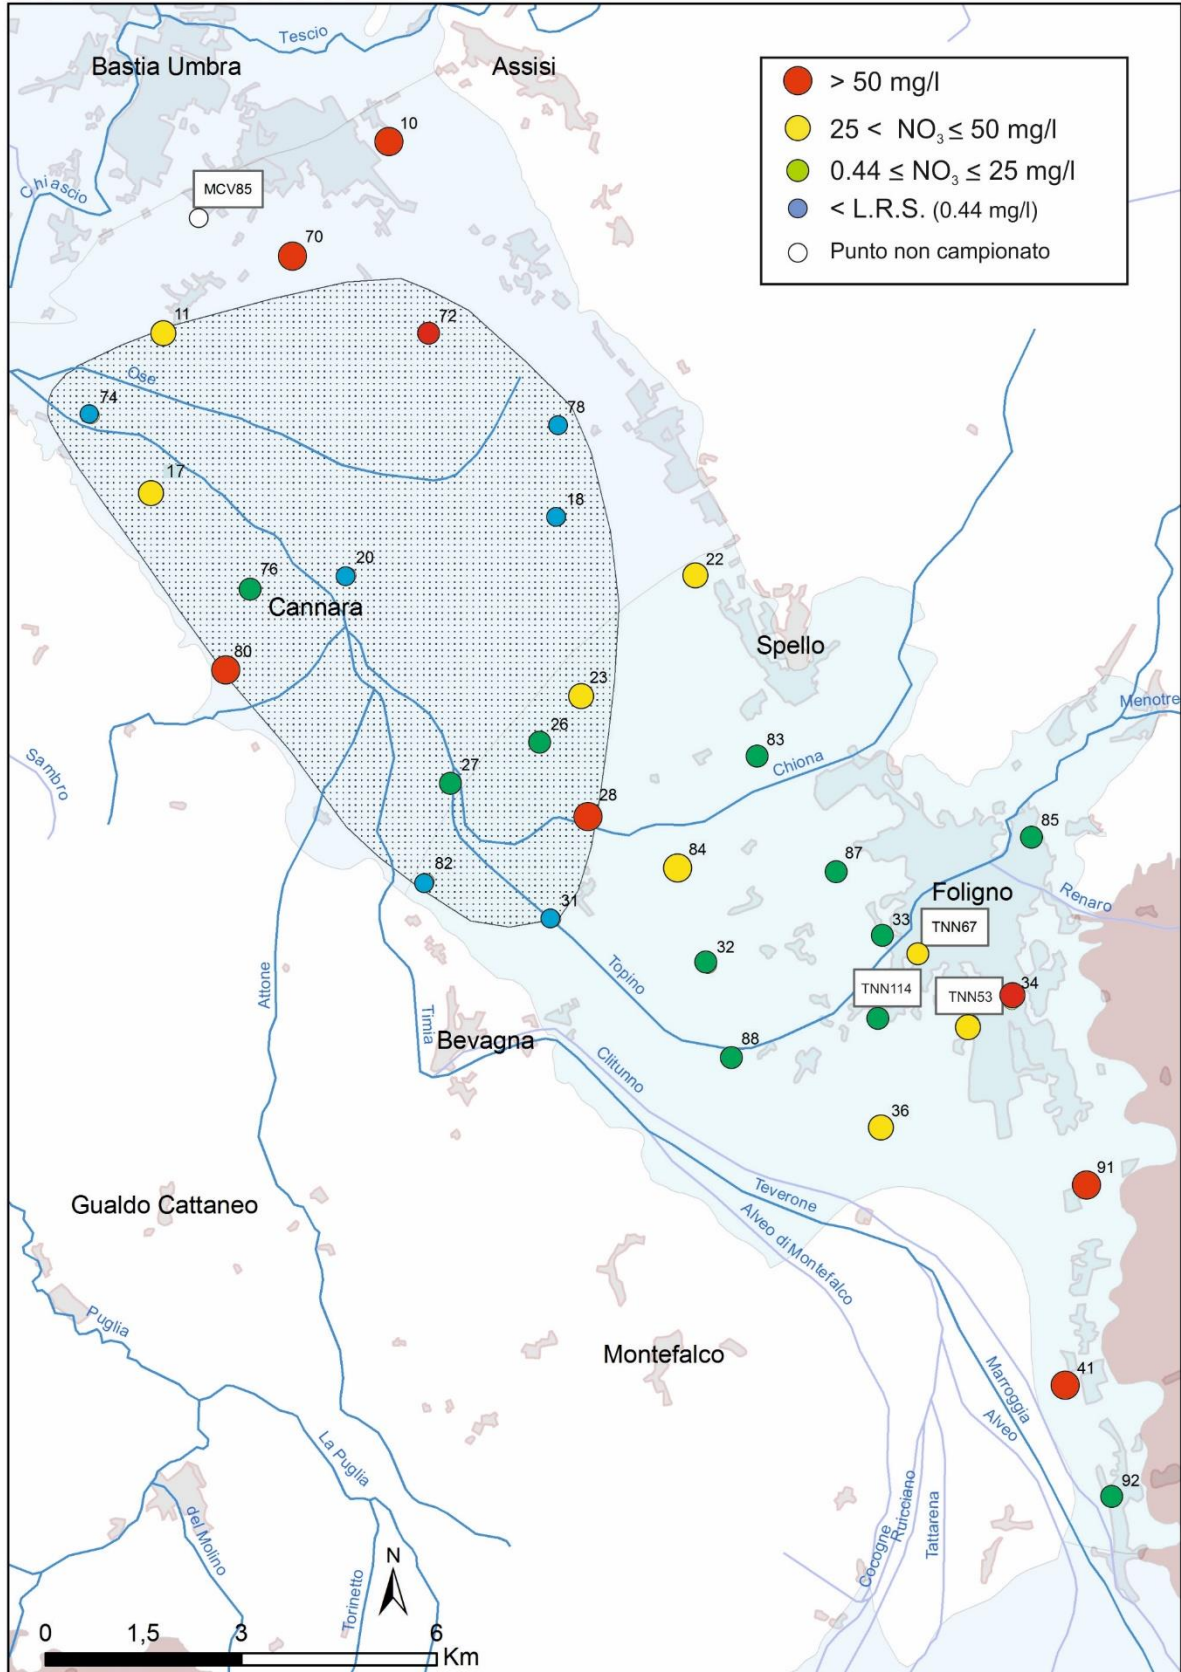 Tescio
Bastia Umbra
Assisi
> 50 mg/l
25 < NO₃ ≤ 50 mg/l
0.44 ≤ NO₃ ≤ 25 mg/l
< L.R.S. (0.44 mg/l)
Punto non campionato
10
Chiascio
MCV85
70
11
72
Ose
74
78
17
18
20
22
76
Cannara
Spello
80
23
Menotre
26
83
Sambro
27
Chiona
28
85
84
87
82
Foligno
Renaro
31
33
TNN67
32
Topino
TNN114
TNN53
34
Attone
Timia
Bevagna
88
Clitunno
36
91
Teverone
Gualdo Cattaneo
Alveo di Montefalco
Puglia
Montefalco
41
Marroggia
Alveo
La Puglia
92
del Molino
Cocogne
Ruicciano
Tattarena
N
Torinetto
0 1,5 3 6
Km